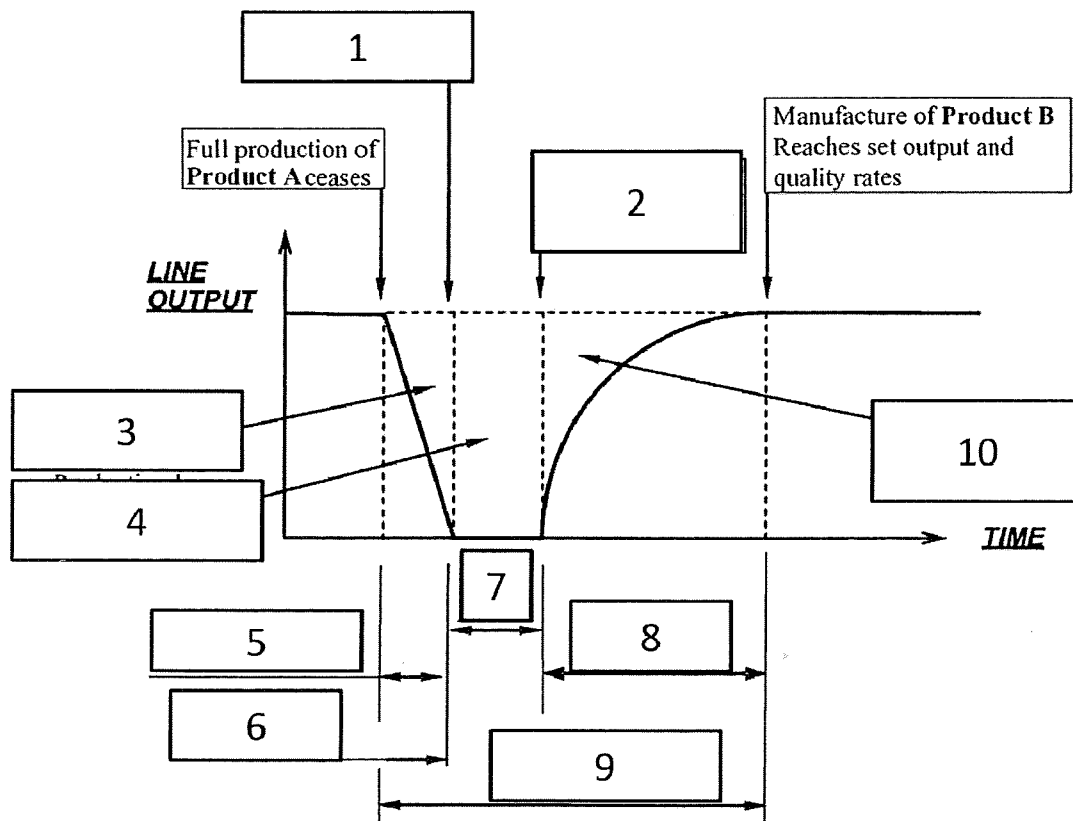 1
Full production of
Product A ceases
2
Manufacture of Product B
Reaches set output and
quality rates
LINE
OUTPUT
3
4
10
TIME
7
5
8
6
9